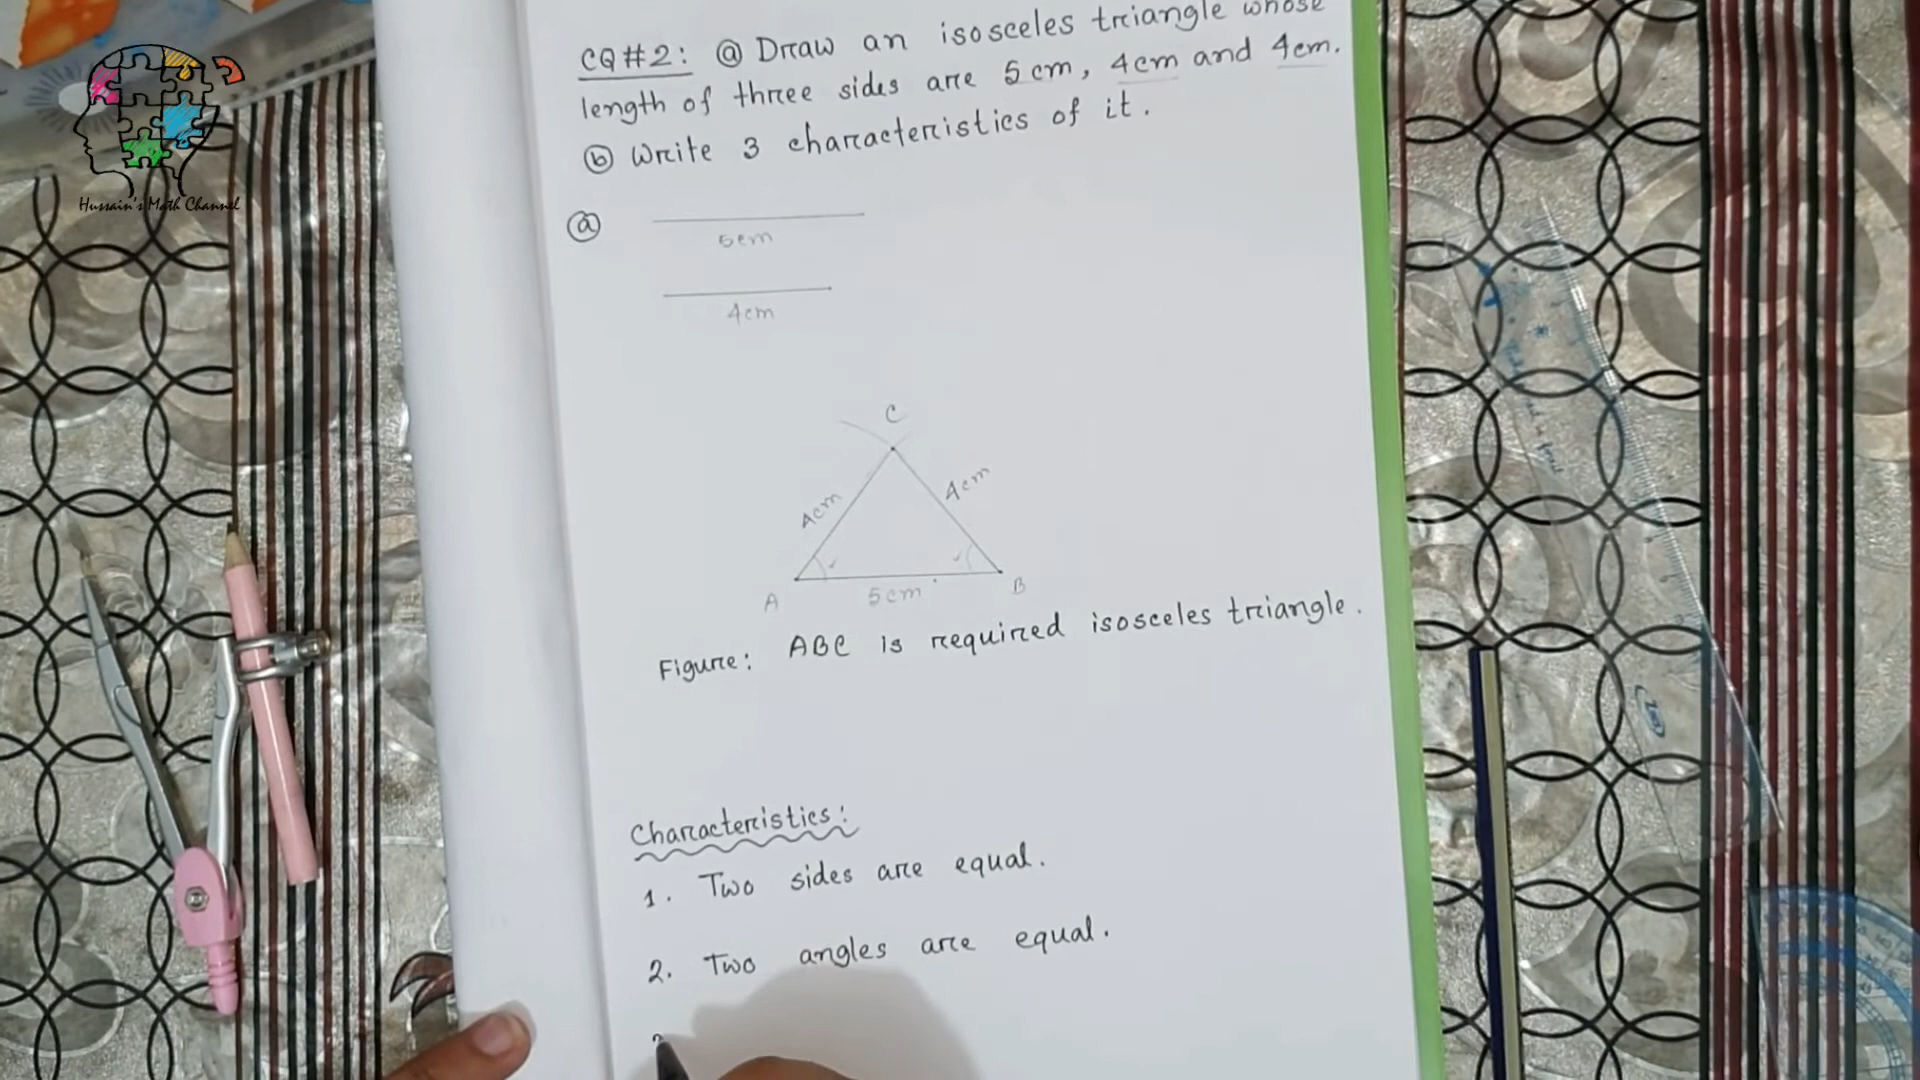 CQ#2: ⓐ Draw an isosceles triangle whose
length of three sides are 5 cm, 4cm and 4cm.
ⓑ Write 3 characteristics of it.
Hussain's Math Channel
ⓐ
5cm
4cm
C
4cm
4cm
A
5cm
B
Figure: ABC is required isosceles triangle.
Characteristics:
1. Two sides are equal.
2. Two angles are equal.